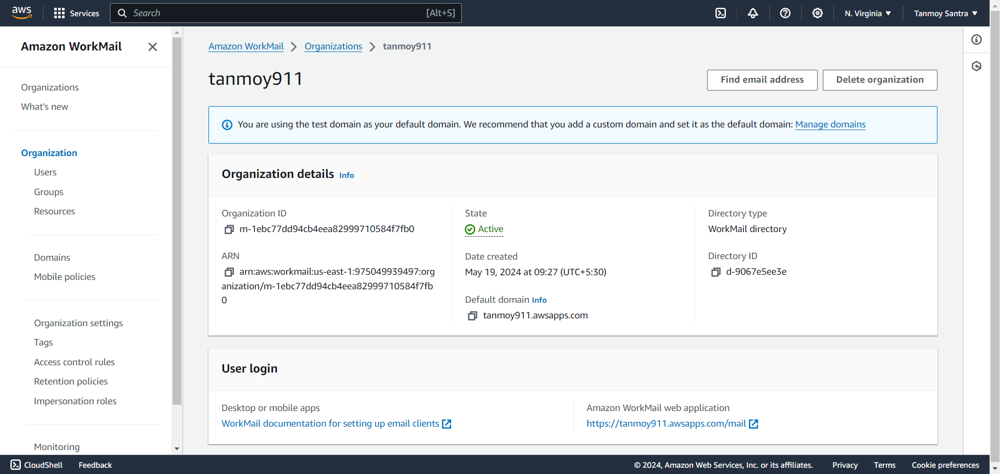 aws
Services
Search
[Alt+S]
N. Virginia
Tanmoy Santra
Amazon WorkMail
Organizations
What's new
Organization
Users
Groups
Resources
Domains
Mobile policies
Organization settings
Tags
Access control rules
Retention policies
Impersonation roles
Monitoring
Amazon WorkMail
Organizations
tanmoy911
tanmoy911
Find email address
Delete organization
You are using the test domain as your default domain. We recommend that you add a custom domain and set it as the default domain: Manage domains
Organization details Info
Organization ID
m-1ebc77dd94cb4eea82999710584f7fb0
ARN
arn:aws:workmail:us-east-1:975049939497:org
anization/m-1ebc77dd94cb4eea82999710584f7fb
0
State
Active
Date created
May 19, 2024 at 09:27 (UTC+5:30)
Default domain Info
tanmoy911.awsapps.com
Directory type
WorkMail directory
Directory ID
d-9067e5ee3e
User login
Desktop or mobile apps
WorkMail documentation for setting up email clients
Amazon WorkMail web application
https://tanmoy911.awsapps.com/mail
CloudShell
Feedback
© 2024, Amazon Web Services, Inc. or its affiliates.
Privacy
Terms
Cookie preferences